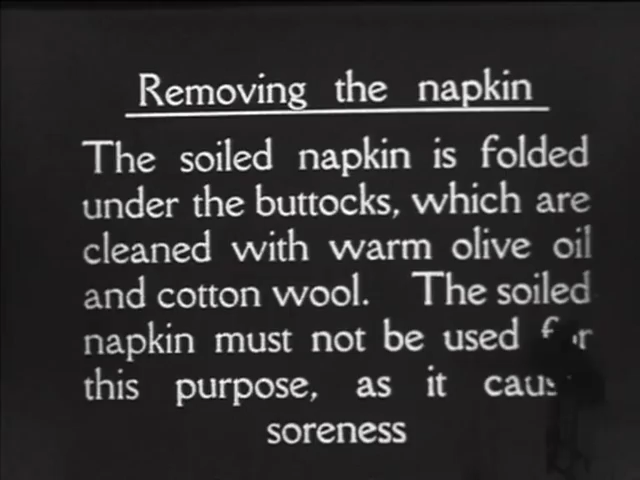 Removing the napkin
The soiled napkin is folded
under the buttocks, which are
cleaned with warm olive oil
and cotton wool. The soiled
napkin must not be used for
this purpose, as it
soreness